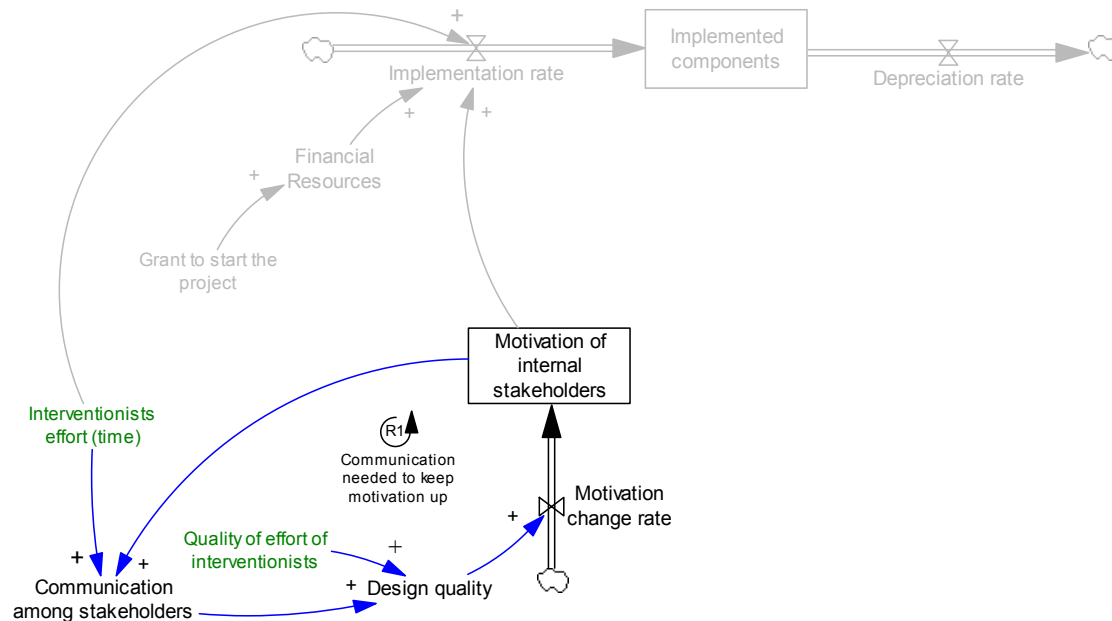 +
Implementation rate
Implemented
components
Depreciation rate
+
+
Financial
Resources
+
Grant to start the
project
Motivation of
internal
stakeholders
Interventionists
effort (time)
R1
Communication
needed to keep
motivation up
Motivation
change rate
+
Quality of effort of
interventionists
+
+
+
Communication
among stakeholders
+
Design quality